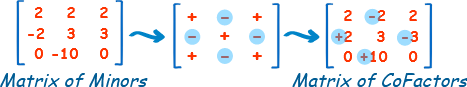 2 2 2 + − + 2 -2 2
-2 3 3 − + − +2 3 -3
0 -10 0 + − + 0 +10 0
Matrix of Minors Matrix of CoFactors